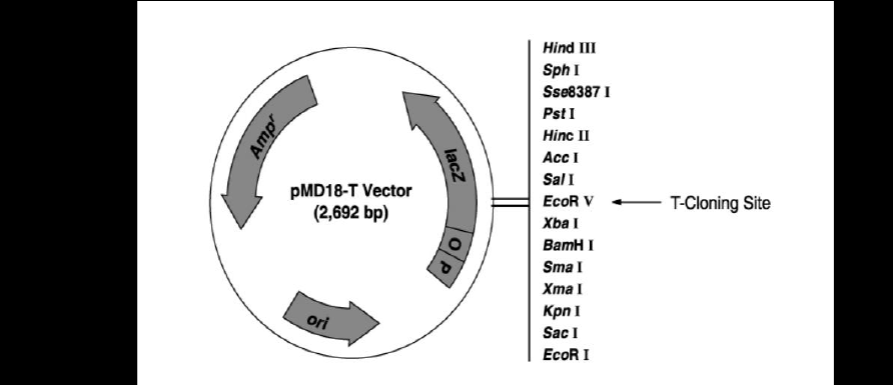 Ampʳ
lacZ
O
P
ori
pMD18-T Vector
(2,692 bp)
Hind III
Sph I
Sse8387 I
Pst I
Hinc II
Acc I
Sal I
EcoR V
T-Cloning Site
Xba I
BamH I
Sma I
Xma I
Kpn I
Sac I
EcoR I